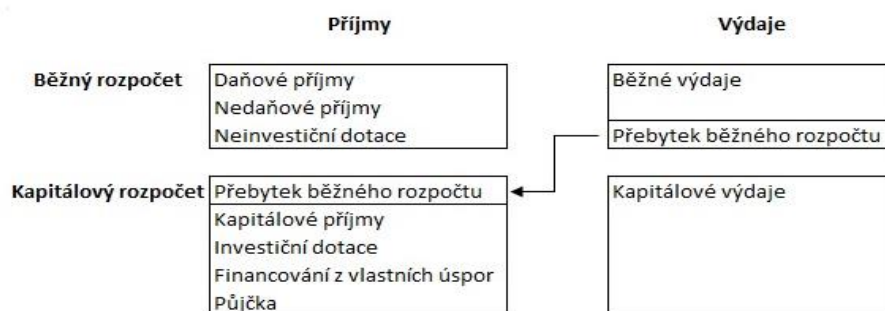 Příjmy Výdaje
Běžný rozpočet Daňové příjmy Běžné výdaje
Nedaňové příjmy
Neinvestiční dotace Přebytek běžného rozpočtu
Kapitálový rozpočet Přebytek běžného rozpočtu Kapitálové výdaje
Kapitálové příjmy
Investiční dotace
Financování z vlastních úspor
Půjčka